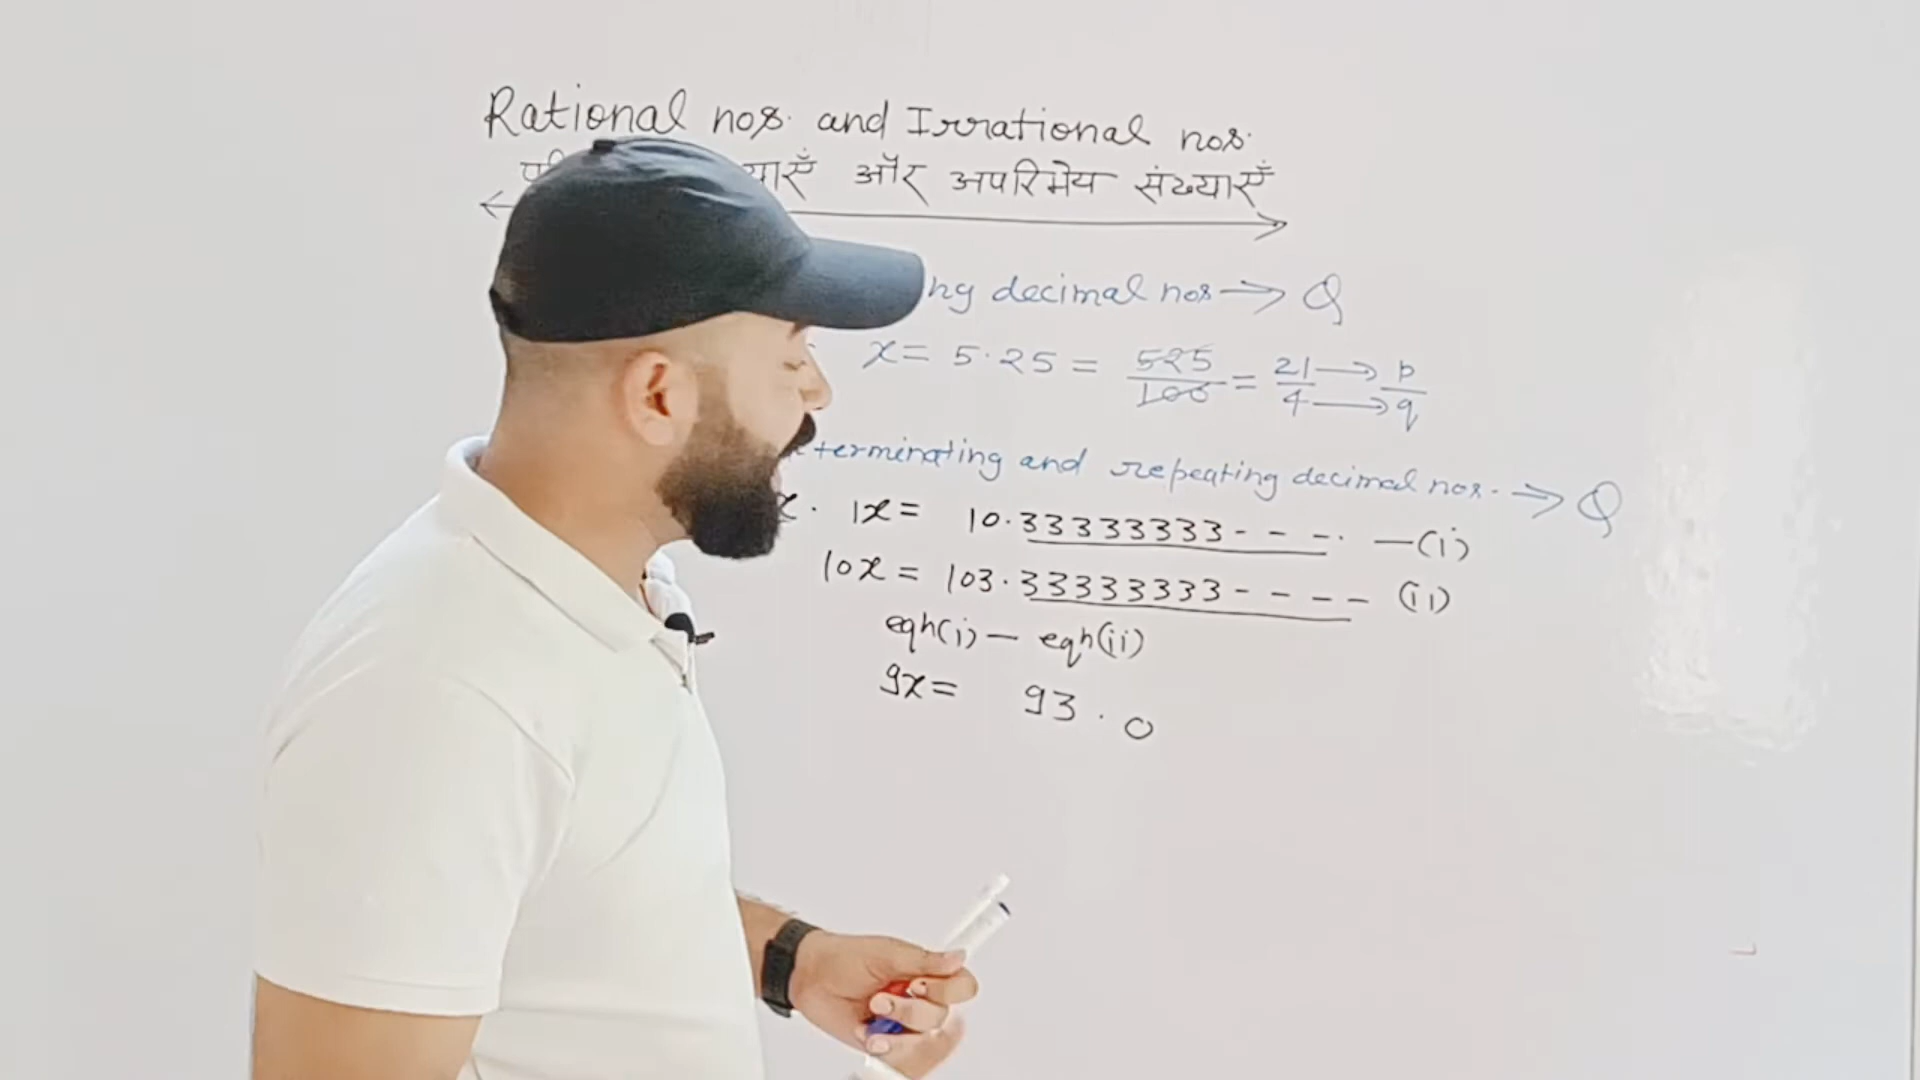 Rational nos. and Irrational nos.
और अपरिमेय संख्याएँ
decimal nos → Q
x = 5.25 = 525/100 = 21/4 → p/q
terminating and repeating decimal nos. → Q
1x = 10.33333333- - - . —(i)
10x = 103.33333333- - - - (ii)
eqn(i) — eqn(ii)
9x = 93.0